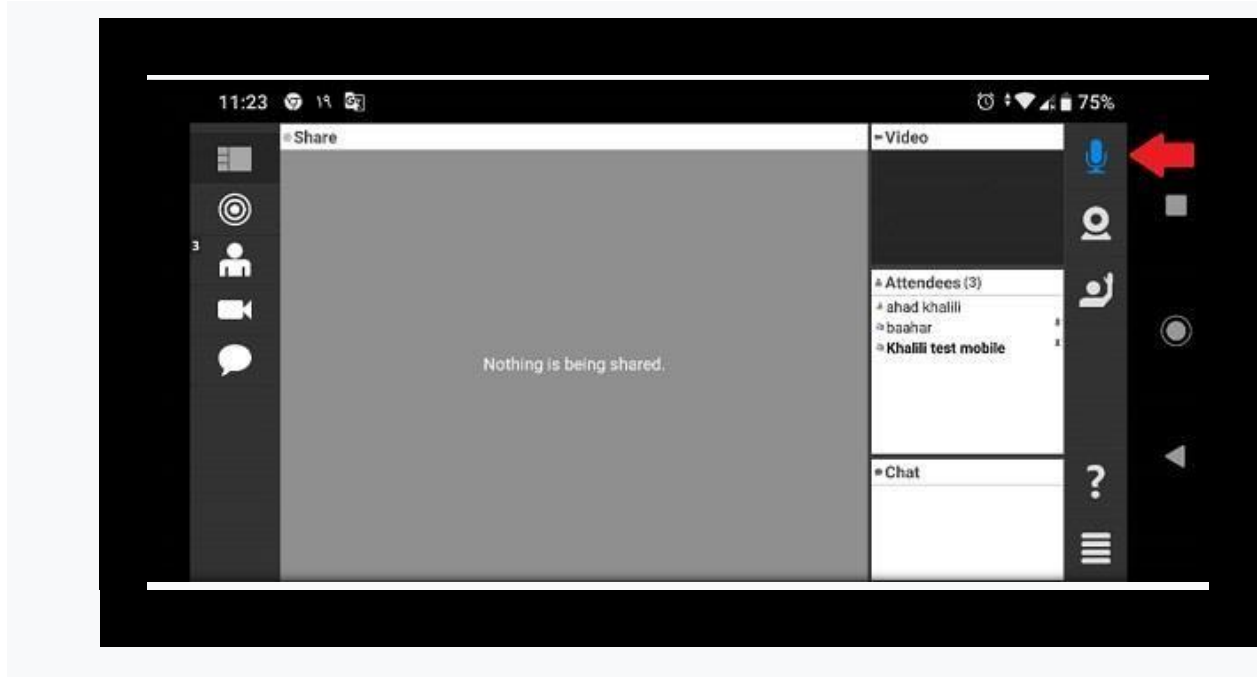 11:23 ١٩ G 75%
Share
Nothing is being shared.
3
Video
Attendees (3)
ahad khalili
baahar
Khalili test mobile
Chat
?